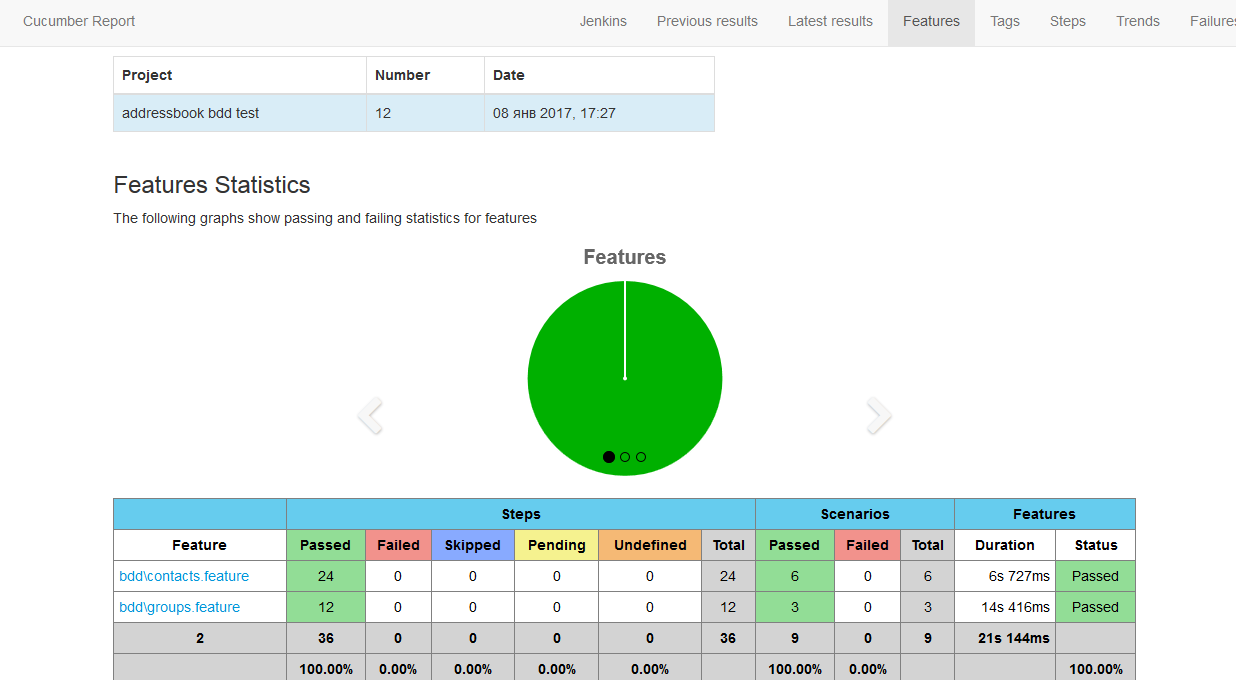 Cucumber Report Jenkins Previous results Latest results Features Tags Steps Trends Failures
Project Number Date
addressbook bdd test 12 08 янв 2017, 17:27
Features Statistics
The following graphs show passing and failing statistics for features
Features
Steps Scenarios Features
Feature Passed Failed Skipped Pending Undefined Total Passed Failed Total Duration Status
bdd\contacts.feature 24 0 0 0 0 24 6 0 6 6s 727ms Passed
bdd\groups.feature 12 0 0 0 0 12 3 0 3 14s 416ms Passed
2 36 0 0 0 0 36 9 0 9 21s 144ms
100.00% 0.00% 0.00% 0.00% 0.00% 100.00% 0.00% 100.00%